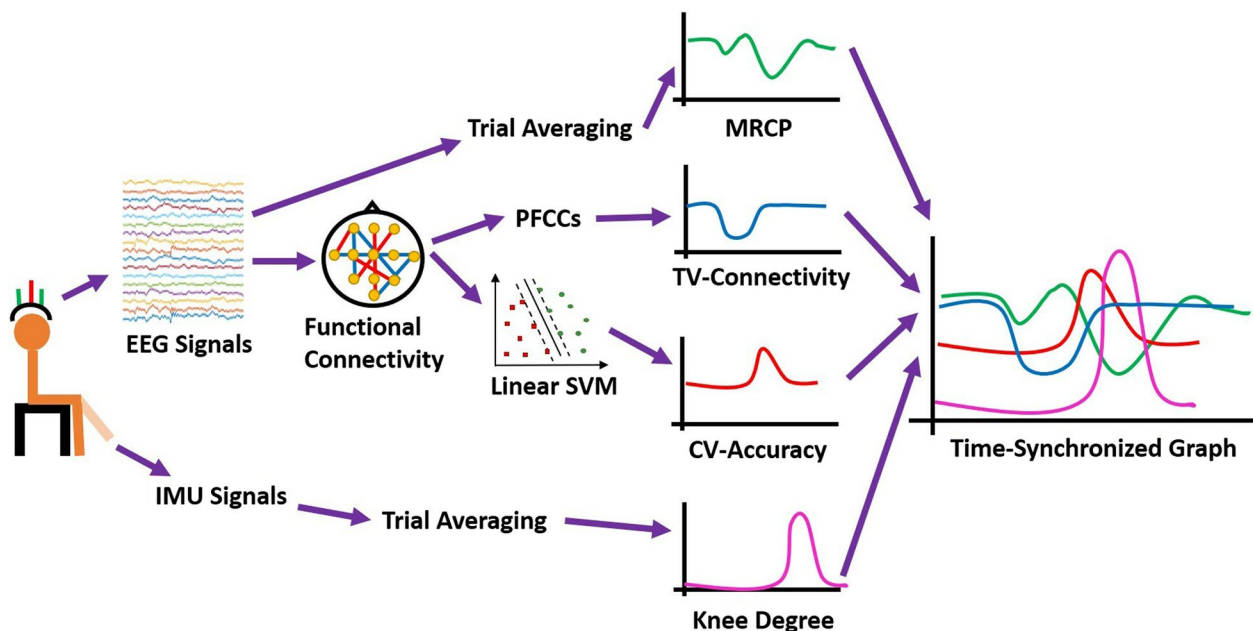 Trial Averaging
MRCP
EEG Signals
Functional
Connectivity
PFCCs
TV-Connectivity
Linear SVM
CV-Accuracy
Time-Synchronized Graph
IMU Signals
Trial Averaging
Knee Degree